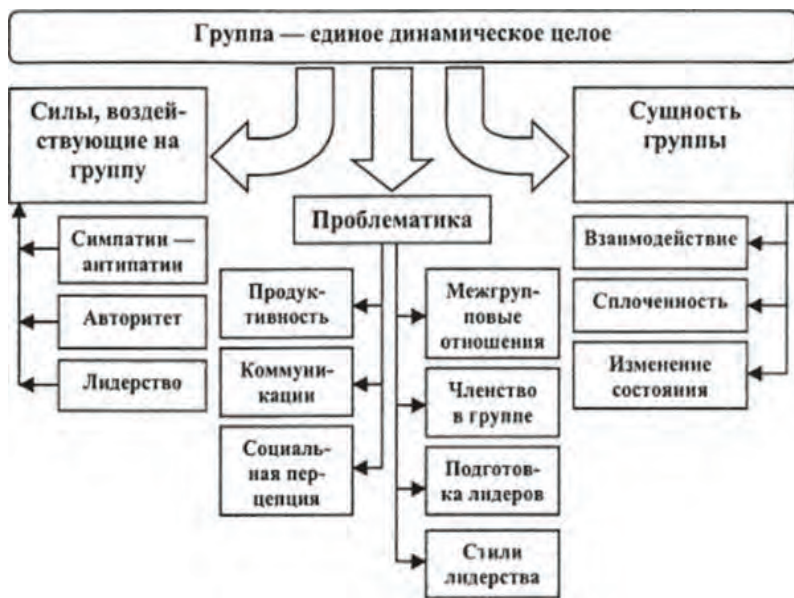 Группа — единое динамическое целое
Силы, воздей-
ствующие на
группу
Симпатии —
антипатии
Авторитет
Лидерство
Проблематика
Продук-
тивность
Коммуни-
кации
Социаль-
ная пер-
цепция
Межгруп-
повые
отношения
Членство
в группе
Подготов-
ка лидеров
Стили
лидерства
Сущность
группы
Взаимодействие
Сплоченность
Изменение
состояния